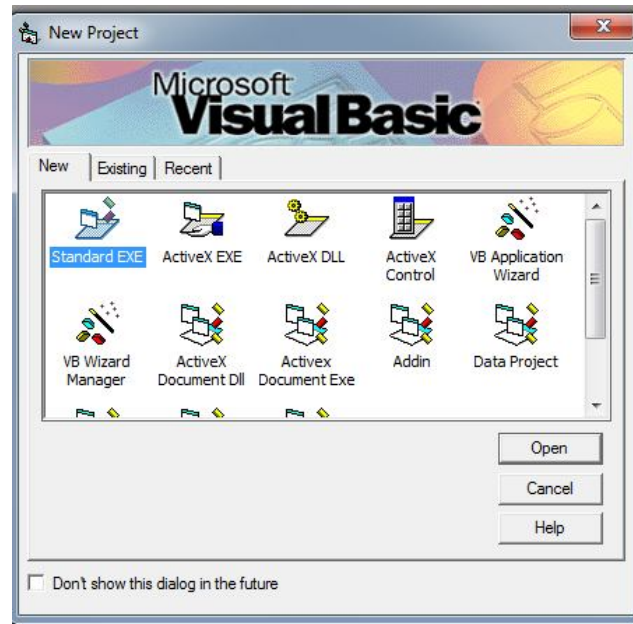 New Project
Microsoft
Visual Basic
New Existing Recent
Standard EXE ActiveX EXE ActiveX DLL ActiveX Control VB Application Wizard
VB Wizard Manager ActiveX Document Dll Activex Document Exe Addin Data Project
Open
Cancel
Help
Don't show this dialog in the future